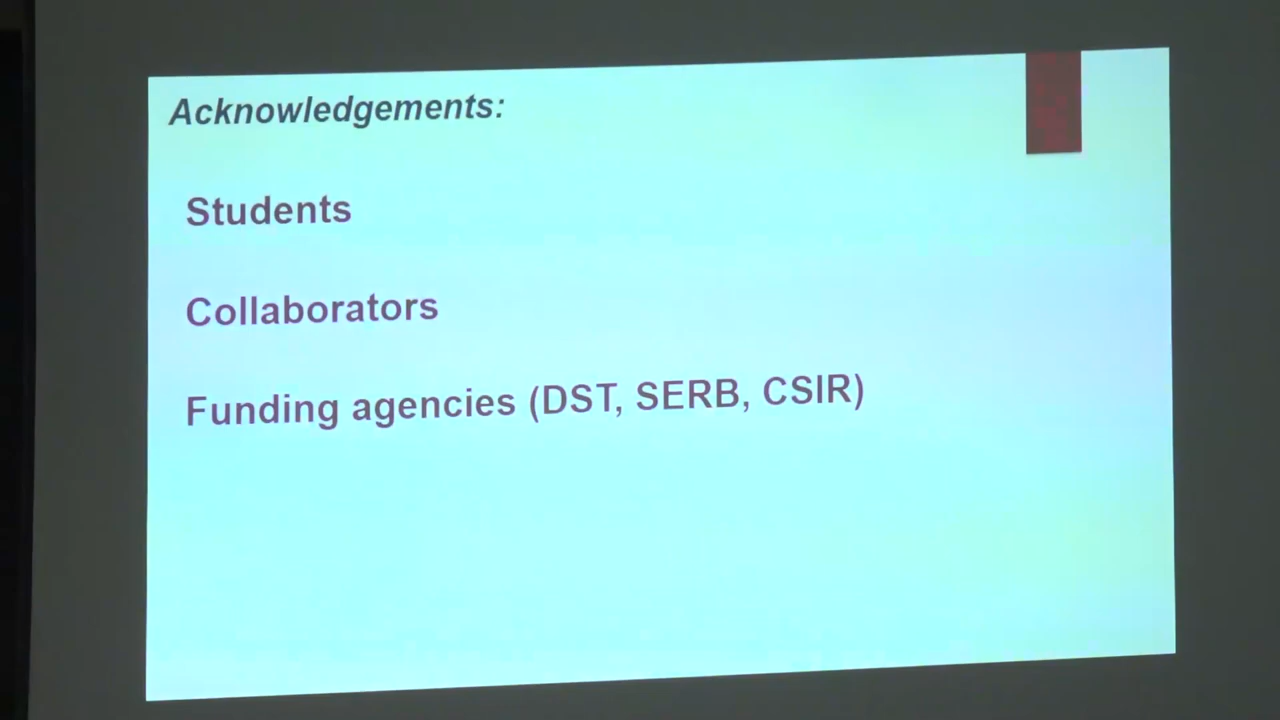 Acknowledgements:
Students
Collaborators
Funding agencies (DST, SERB, CSIR)